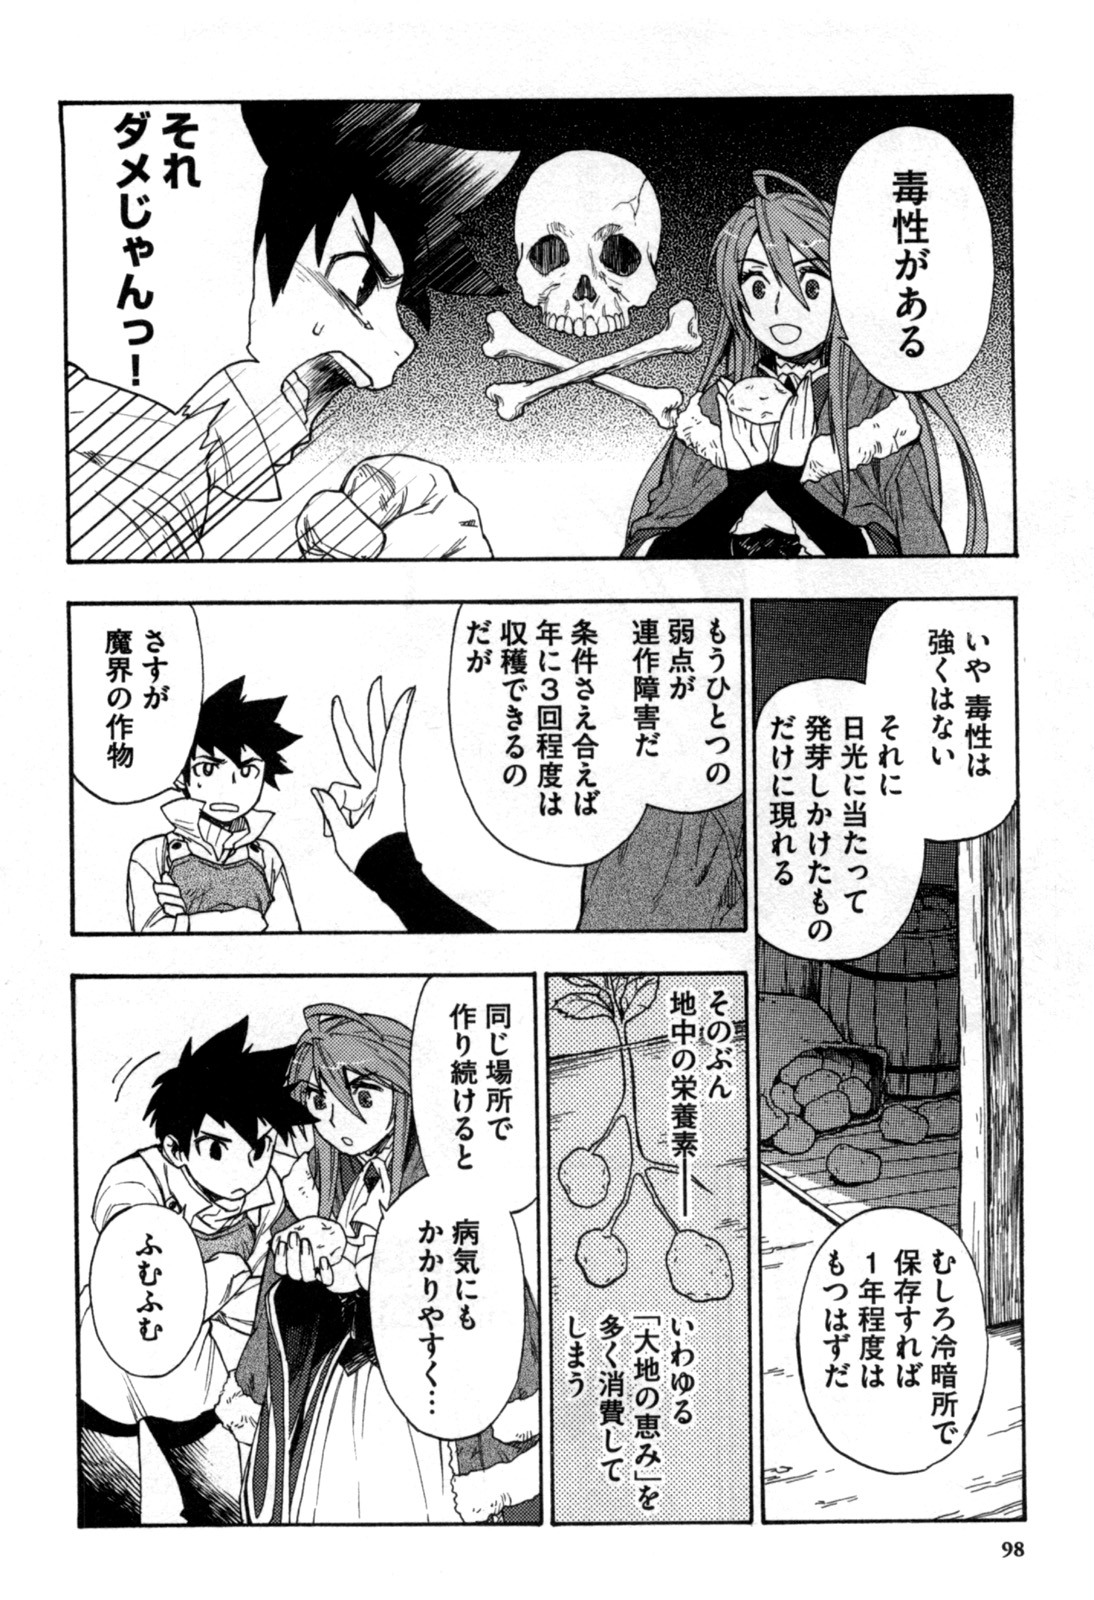 毒性がある
それ
ダメじゃんっ！
いや 毒性は
強くはない
それに
日光に当たって
発芽しかけたもの
だけに現れる
むしろ冷暗所で
保存すれば
1年程度は
もつはずだ
もうひとつの
弱点が
連作障害だ
条件さえ合えば
年に3回程度は
収穫できるの
だが
さすが
魔界の作物
そのぶん
地中の栄養素――
いわゆる
「大地の恵み」を
多く消費して
しまう
同じ場所で
作り続けると
病気にも
かかりやすく…
ふむふむ
98